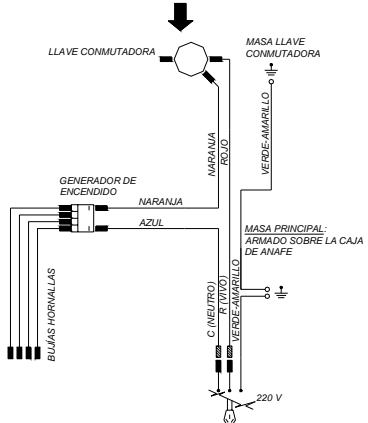 LLAVE CONMUTADORA
MASA LLAVE
CONMUTADORA
NARANJA
ROJO
VERDE-AMARILLO
GENERADOR DE
ENCENDIDO
NARANJA
AZUL
MASA PRINCIPAL:
ARMADO SOBRE LA CAJA
DE ANAFE
BUJÍAS HORNALLAS
C (NEUTRO)
R (VIVO)
VERDE-AMARILLO
220 V